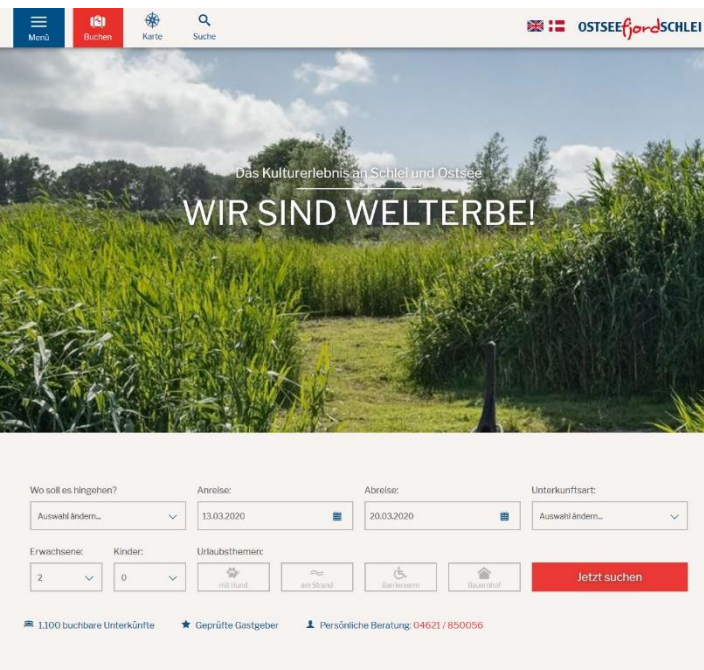 Menü Buchen Karte Suche OSTSEEfjordSCHLEI
Das Kulturerlebnis an Schlei und Ostsee
WIR SIND WELTERBE!
Wo soll es hingehen? Anreise: Abreise: Unterkunftsart:
Auswahl ändern... 13.03.2020 20.03.2020 Auswahl ändern...
Erwachsene: Kinder: Urlaubsthemen:
2 0 mit Hund am Strand Barrierearm Bauernhof Jetzt suchen
1.100 buchbare Unterkünfte Geprüfte Gastgeber Persönliche Beratung: 04621 / 850056